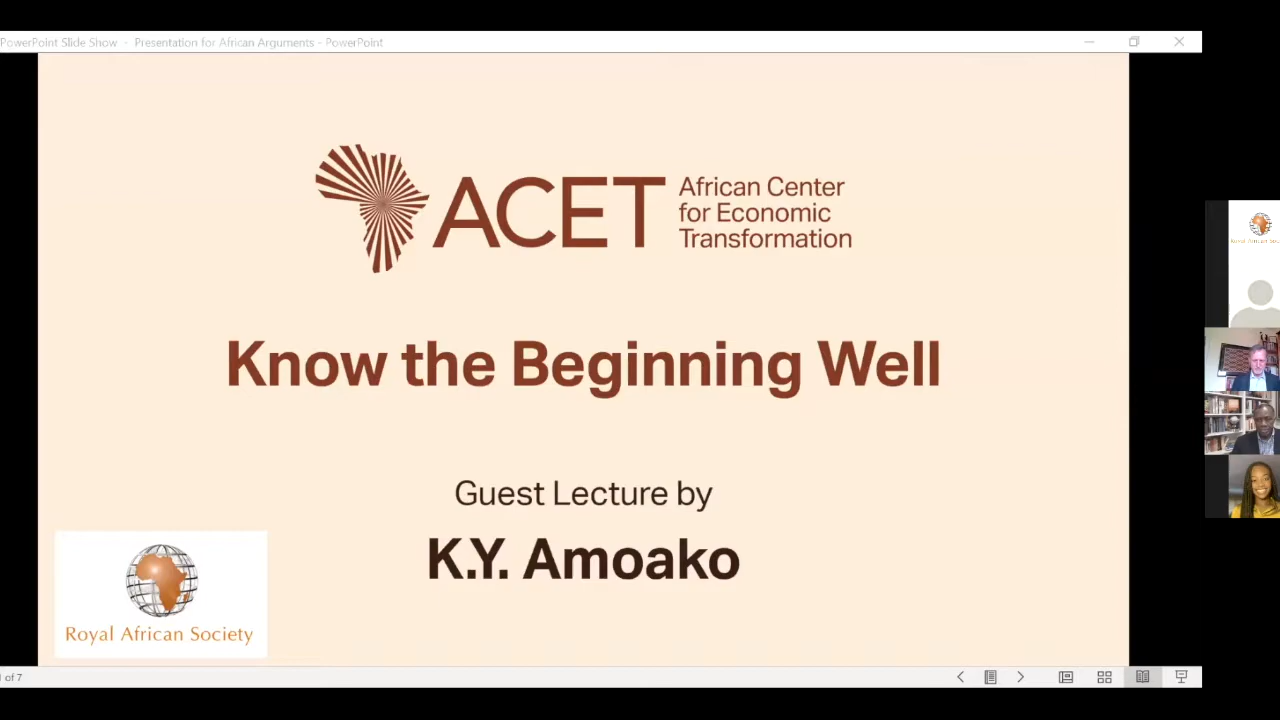 PowerPoint Slide Show - Presentation for African Arguments - PowerPoint
ACET
African Center
for Economic
Transformation
Know the Beginning Well
Guest Lecture by
K.Y. Amoako
Royal African Society
of 7